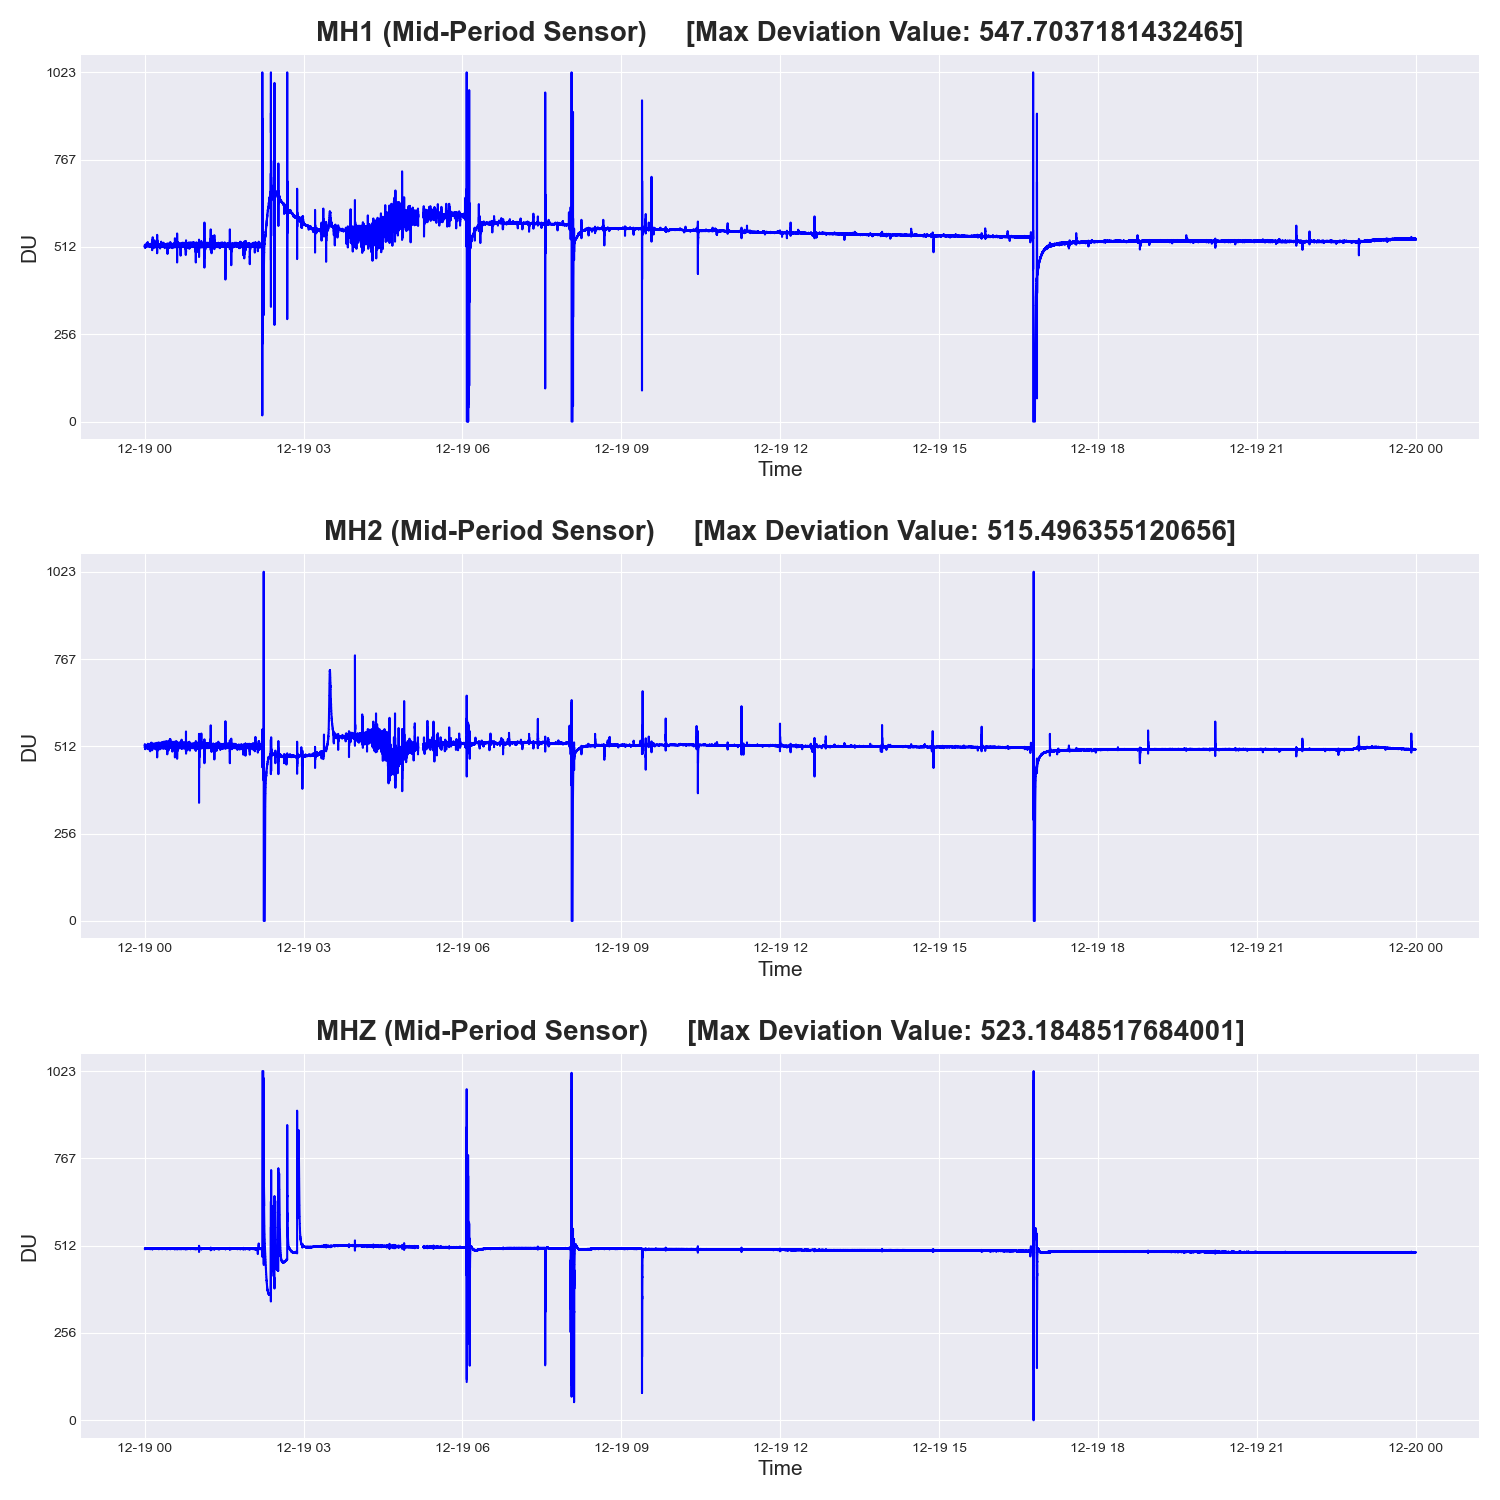 MH1 (Mid-Period Sensor) [Max Deviation Value: 547.7037181432465]
1023
767
512
256
0
DU
12-19 00 12-19 03 12-19 06 12-19 09 12-19 12 12-19 15 12-19 18 12-19 21 12-20 00
Time
MH2 (Mid-Period Sensor) [Max Deviation Value: 515.496355120656]
1023
767
512
256
0
DU
12-19 00 12-19 03 12-19 06 12-19 09 12-19 12 12-19 15 12-19 18 12-19 21 12-20 00
Time
MHZ (Mid-Period Sensor) [Max Deviation Value: 523.1848517684001]
1023
767
512
256
0
DU
12-19 00 12-19 03 12-19 06 12-19 09 12-19 12 12-19 15 12-19 18 12-19 21 12-20 00
Time